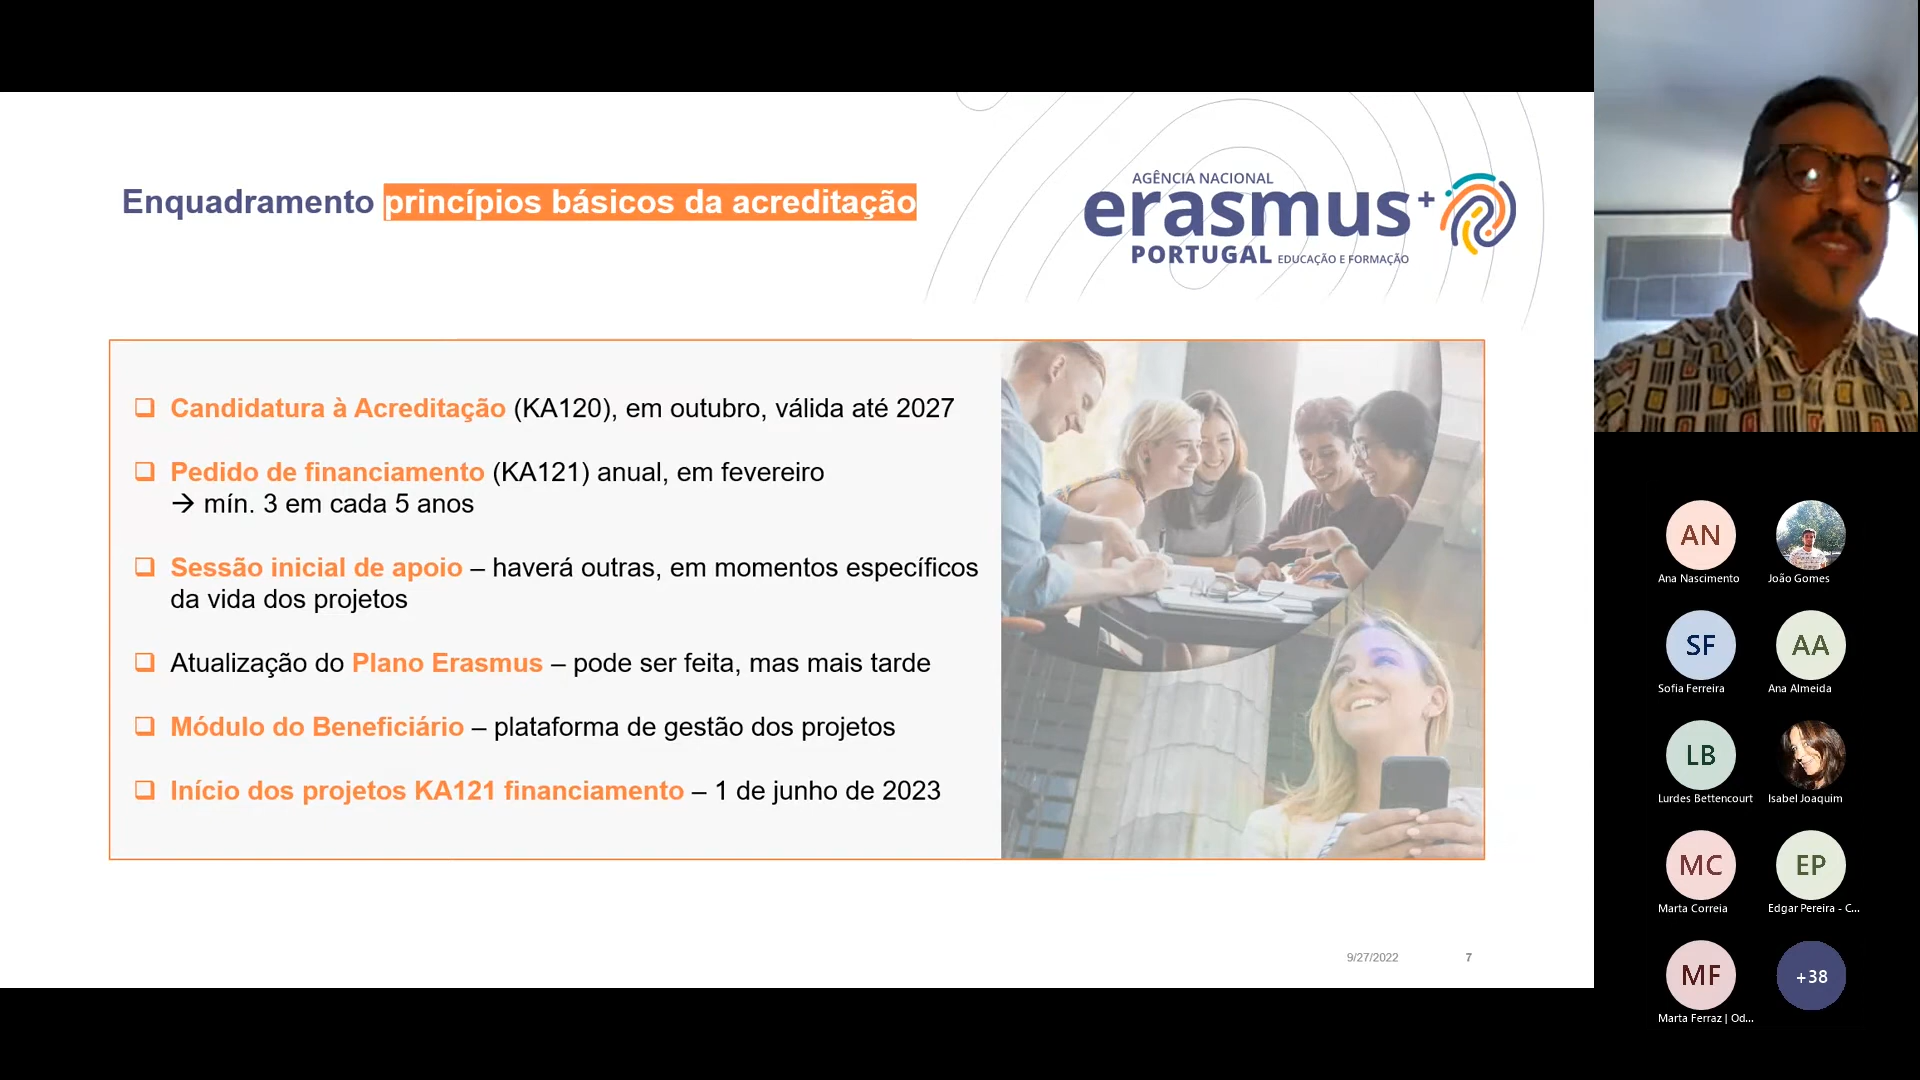 Enquadramento princípios básicos da acreditação
AGÊNCIA NACIONAL
erasmus+
PORTUGAL EDUCAÇÃO E FORMAÇÃO
Candidatura à Acreditação (KA120), em outubro, válida até 2027
Pedido de financiamento (KA121) anual, em fevereiro
→ mín. 3 em cada 5 anos
Sessão inicial de apoio – haverá outras, em momentos específicos
da vida dos projetos
Atualização do Plano Erasmus – pode ser feita, mas mais tarde
Módulo do Beneficiário – plataforma de gestão dos projetos
Início dos projetos KA121 financiamento – 1 de junho de 2023
9/27/2022
7
AN
Ana Nascimento
João Gomes
SF
Sofia Ferreira
AA
Ana Almeida
LB
Lurdes Bettencourt
Isabel Joaquim
MC
Marta Correia
EP
Edgar Pereira - C...
MF
Marta Ferraz | Od...
+38